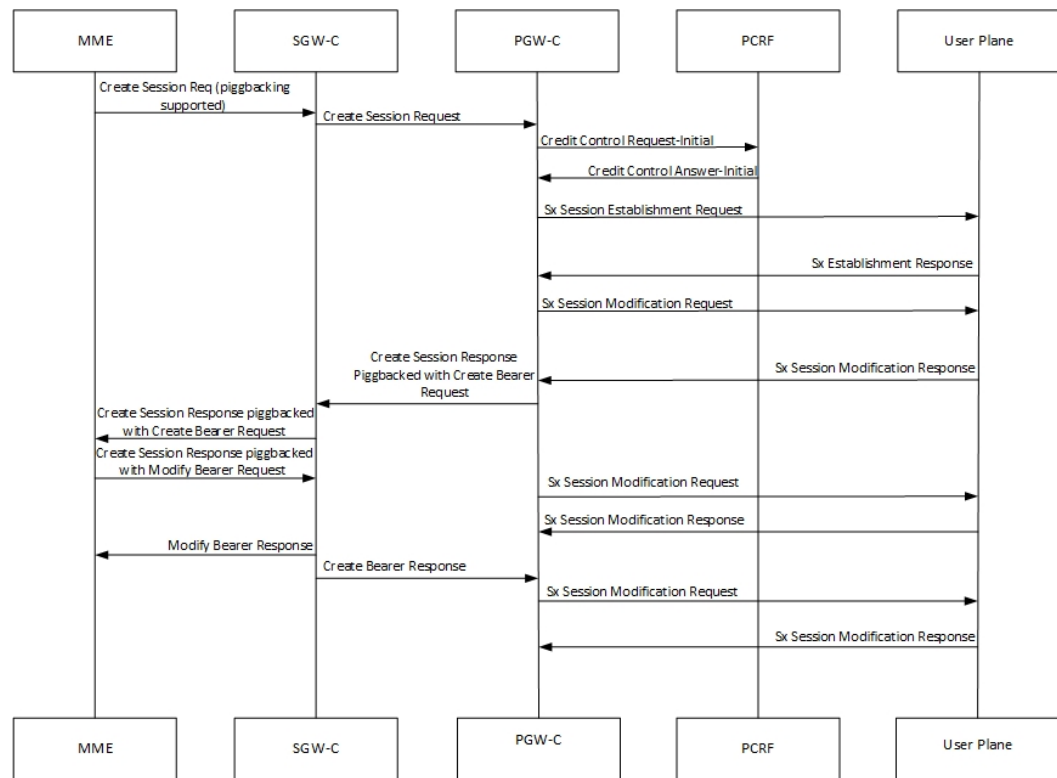 MME
SGW-C
PGW-C
PCRF
User Plane
Create Session Req (piggbacking
supported)
Create Session Request
Credit Control Request-Initial
Credit Control Answer-Initial
Sx Session Establishment Request
Sx Establishment Response
Sx Session Modification Request
Create Session Response
Piggbacked with Create Bearer
Request
Sx Session Modification Response
Create Session Response piggbacked
with Create Bearer Request
Create Session Response piggbacked
with Modify Bearer Request
Sx Session Modification Request
Sx Session Modification Response
Modify Bearer Response
Create Bearer Response
Sx Session Modification Request
Sx Session Modification Response
MME
SGW-C
PGW-C
PCRF
User Plane